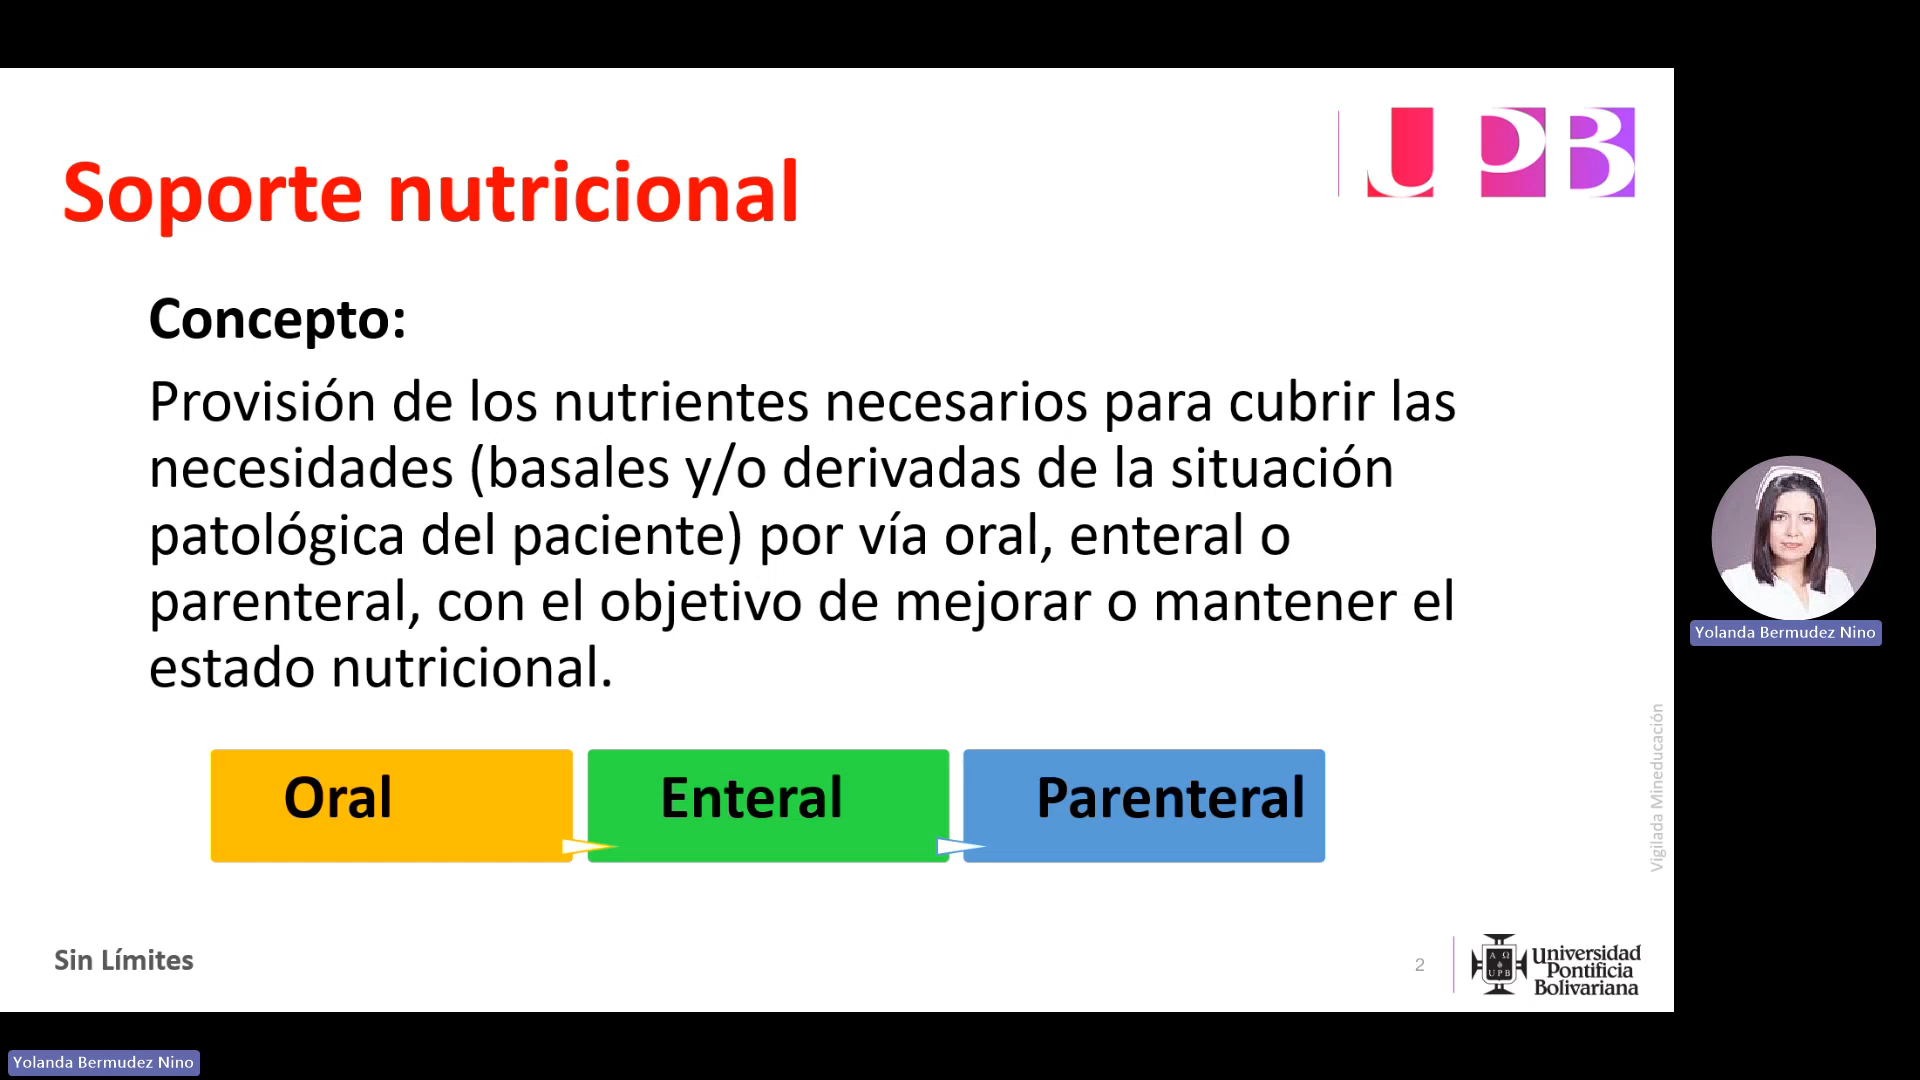 UPB
Soporte nutricional
Concepto:
Provisión de los nutrientes necesarios para cubrir las
necesidades (basales y/o derivadas de la situación
patológica del paciente) por vía oral, enteral o
parenteral, con el objetivo de mejorar o mantener el
estado nutricional.
Oral
Enteral
Parenteral
Yolanda Bermudez Nino
Vigilada Mineducación
Sin Límites
2
Α Ω
UPB
Universidad
Pontificia
Bolivariana
Yolanda Bermudez Nino